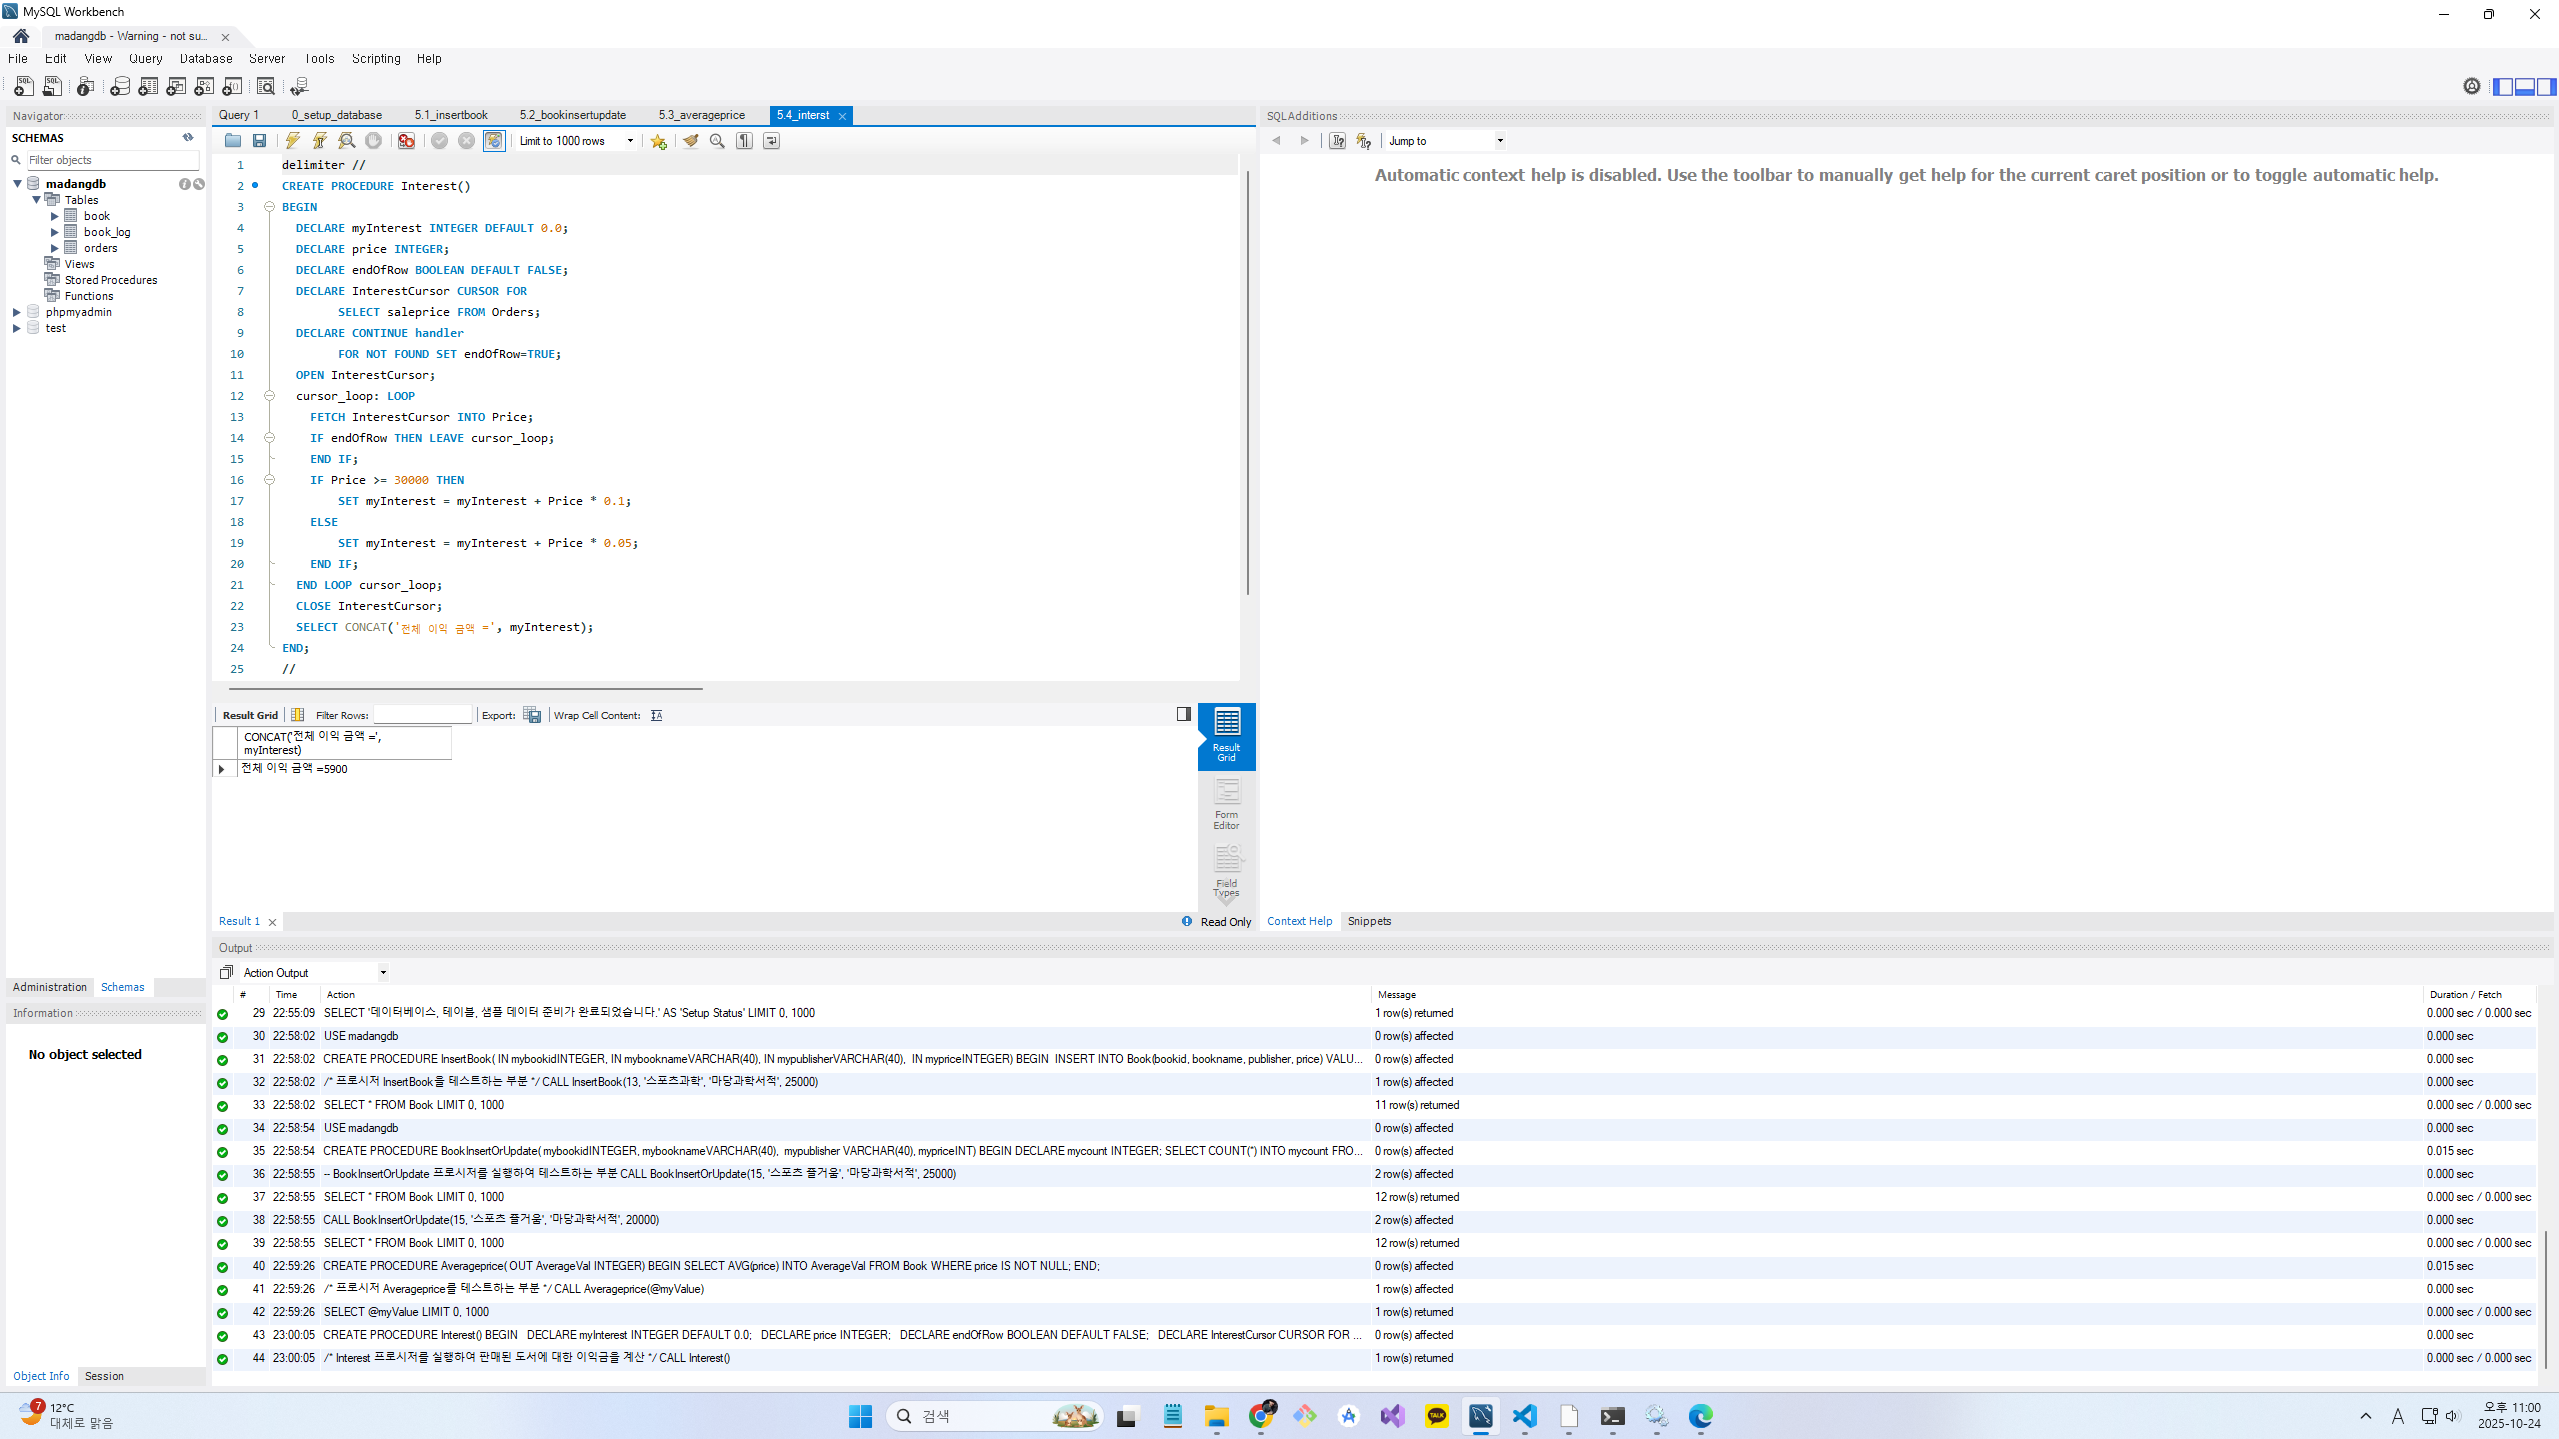 MySQL Workbench
madangdb - Warning - not su...
File Edit View Query Database Server Tools Scripting Help
Navigator
SCHEMAS
Filter objects
madangdb
Tables
book
book_log
orders
Views
Stored Procedures
Functions
phpmyadmin
test
Administration Schemas
Information
No object selected
Object Info Session
Query 1 0_setup_database 5.1_insertbook 5.2_bookinsertupdate 5.3_averageprice 5.4_interst
Limit to 1000 rows
1 delimiter //
2 CREATE PROCEDURE Interest()
3 BEGIN
4 DECLARE myInterest INTEGER DEFAULT 0.0;
5 DECLARE price INTEGER;
6 DECLARE endOfRow BOOLEAN DEFAULT FALSE;
7 DECLARE InterestCursor CURSOR FOR
8 SELECT saleprice FROM Orders;
9 DECLARE CONTINUE handler
10 FOR NOT FOUND SET endOfRow=TRUE;
11 OPEN InterestCursor;
12 cursor_loop: LOOP
13 FETCH InterestCursor INTO Price;
14 IF endOfRow THEN LEAVE cursor_loop;
15 END IF;
16 IF Price >= 30000 THEN
17 SET myInterest = myInterest + Price * 0.1;
18 ELSE
19 SET myInterest = myInterest + Price * 0.05;
20 END IF;
21 END LOOP cursor_loop;
22 CLOSE InterestCursor;
23 SELECT CONCAT('전체 이익 금액 =', myInterest);
24 END;
25 //
Result Grid Filter Rows: Export: Wrap Cell Content:
CONCAT('전체 이익 금액 =',
myInterest)
전체 이익 금액 =5900
Result
Grid
Form
Editor
Field
Types
Result 1 Read Only
SQLAdditions
Jump to
Automatic context help is disabled. Use the toolbar to manually get help for the current caret position or to toggle automatic help.
Context Help Snippets
Output
Action Output
# Time Action Message Duration / Fetch
29 22:55:09 SELECT '데이터베이스, 테이블, 샘플 데이터 준비가 완료되었습니다.' AS 'Setup Status' LIMIT 0, 1000 1 row(s) returned 0.000 sec / 0.000 sec
30 22:58:02 USE madangdb 0 row(s) affected 0.000 sec
31 22:58:02 CREATE PROCEDURE InsertBook( IN mybookidINTEGER, IN mybooknameVARCHAR(40), IN mypublisherVARCHAR(40), IN mypriceINTEGER) BEGIN INSERT INTO Book(bookid, bookname, publisher, price) VALU... 0 row(s) affected 0.000 sec
32 22:58:02 /* 프로시저 InsertBook을 테스트하는 부분 */ CALL InsertBook(13, '스포츠과학', '마당과학서적', 25000) 1 row(s) affected 0.000 sec
33 22:58:02 SELECT * FROM Book LIMIT 0, 1000 11 row(s) returned 0.000 sec / 0.000 sec
34 22:58:54 USE madangdb 0 row(s) affected 0.000 sec
35 22:58:54 CREATE PROCEDURE BookInsertOrUpdate( mybookidINTEGER, mybooknameVARCHAR(40), mypublisher VARCHAR(40), mypriceINT) BEGIN DECLARE mycount INTEGER; SELECT COUNT(*) INTO mycount FRO... 0 row(s) affected 0.015 sec
36 22:58:55 -- BookInsertOrUpdate 프로시저를 실행하여 테스트하는 부분 CALL BookInsertOrUpdate(15, '스포츠 즐거움', '마당과학서적', 25000) 2 row(s) affected 0.000 sec
37 22:58:55 SELECT * FROM Book LIMIT 0, 1000 12 row(s) returned 0.000 sec / 0.000 sec
38 22:58:55 CALL BookInsertOrUpdate(15, '스포츠 즐거움', '마당과학서적', 20000) 2 row(s) affected 0.000 sec
39 22:58:55 SELECT * FROM Book LIMIT 0, 1000 12 row(s) returned 0.000 sec / 0.000 sec
40 22:59:26 CREATE PROCEDURE Averageprice( OUT AverageVal INTEGER) BEGIN SELECT AVG(price) INTO AverageVal FROM Book WHERE price IS NOT NULL; END; 0 row(s) affected 0.015 sec
41 22:59:26 /* 프로시저 Averageprice를 테스트하는 부분 */ CALL Averageprice(@myValue) 1 row(s) affected 0.000 sec
42 22:59:26 SELECT @myValue LIMIT 0, 1000 1 row(s) returned 0.000 sec / 0.000 sec
43 23:00:05 CREATE PROCEDURE Interest() BEGIN DECLARE myInterest INTEGER DEFAULT 0.0; DECLARE price INTEGER; DECLARE endOfRow BOOLEAN DEFAULT FALSE; DECLARE InterestCursor CURSOR FOR ... 0 row(s) affected 0.000 sec
44 23:00:05 /* Interest 프로시저를 실행하여 판매된 도서에 대한 이익금을 계산 */ CALL Interest() 1 row(s) returned 0.000 sec / 0.000 sec
7
12°C
대체로 맑음
검색
TALK
A
오후 11:00
2025-10-24